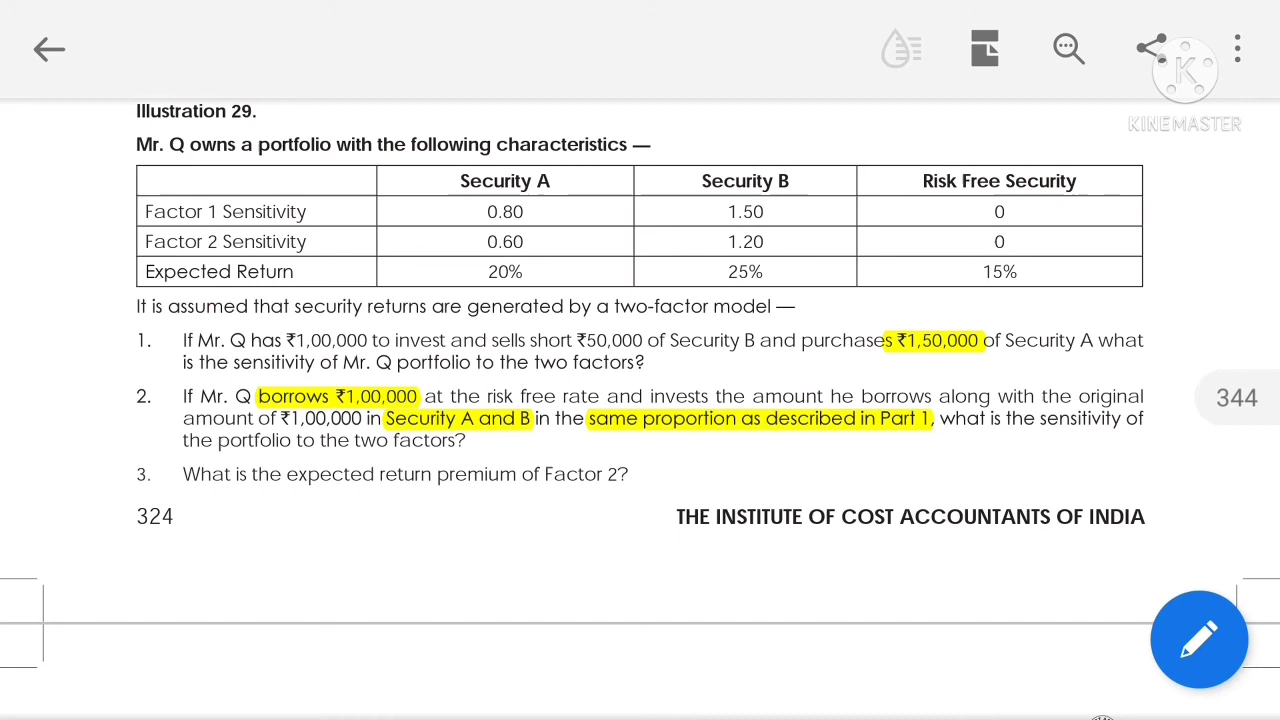 K
KINEMASTER
Illustration 29.
Mr. Q owns a portfolio with the following characteristics —
Security A Security B Risk Free Security
Factor 1 Sensitivity 0.80 1.50 0
Factor 2 Sensitivity 0.60 1.20 0
Expected Return 20% 25% 15%
It is assumed that security returns are generated by a two-factor model —
1. If Mr. Q has ₹1,00,000 to invest and sells short ₹50,000 of Security B and purchases ₹1,50,000 of Security A what
is the sensitivity of Mr. Q portfolio to the two factors?
2. If Mr. Q borrows ₹1,00,000 at the risk free rate and invests the amount he borrows along with the original
amount of ₹1,00,000 in Security A and B in the same proportion as described in Part 1, what is the sensitivity of
the portfolio to the two factors?
344
3. What is the expected return premium of Factor 2?
324 THE INSTITUTE OF COST ACCOUNTANTS OF INDIA